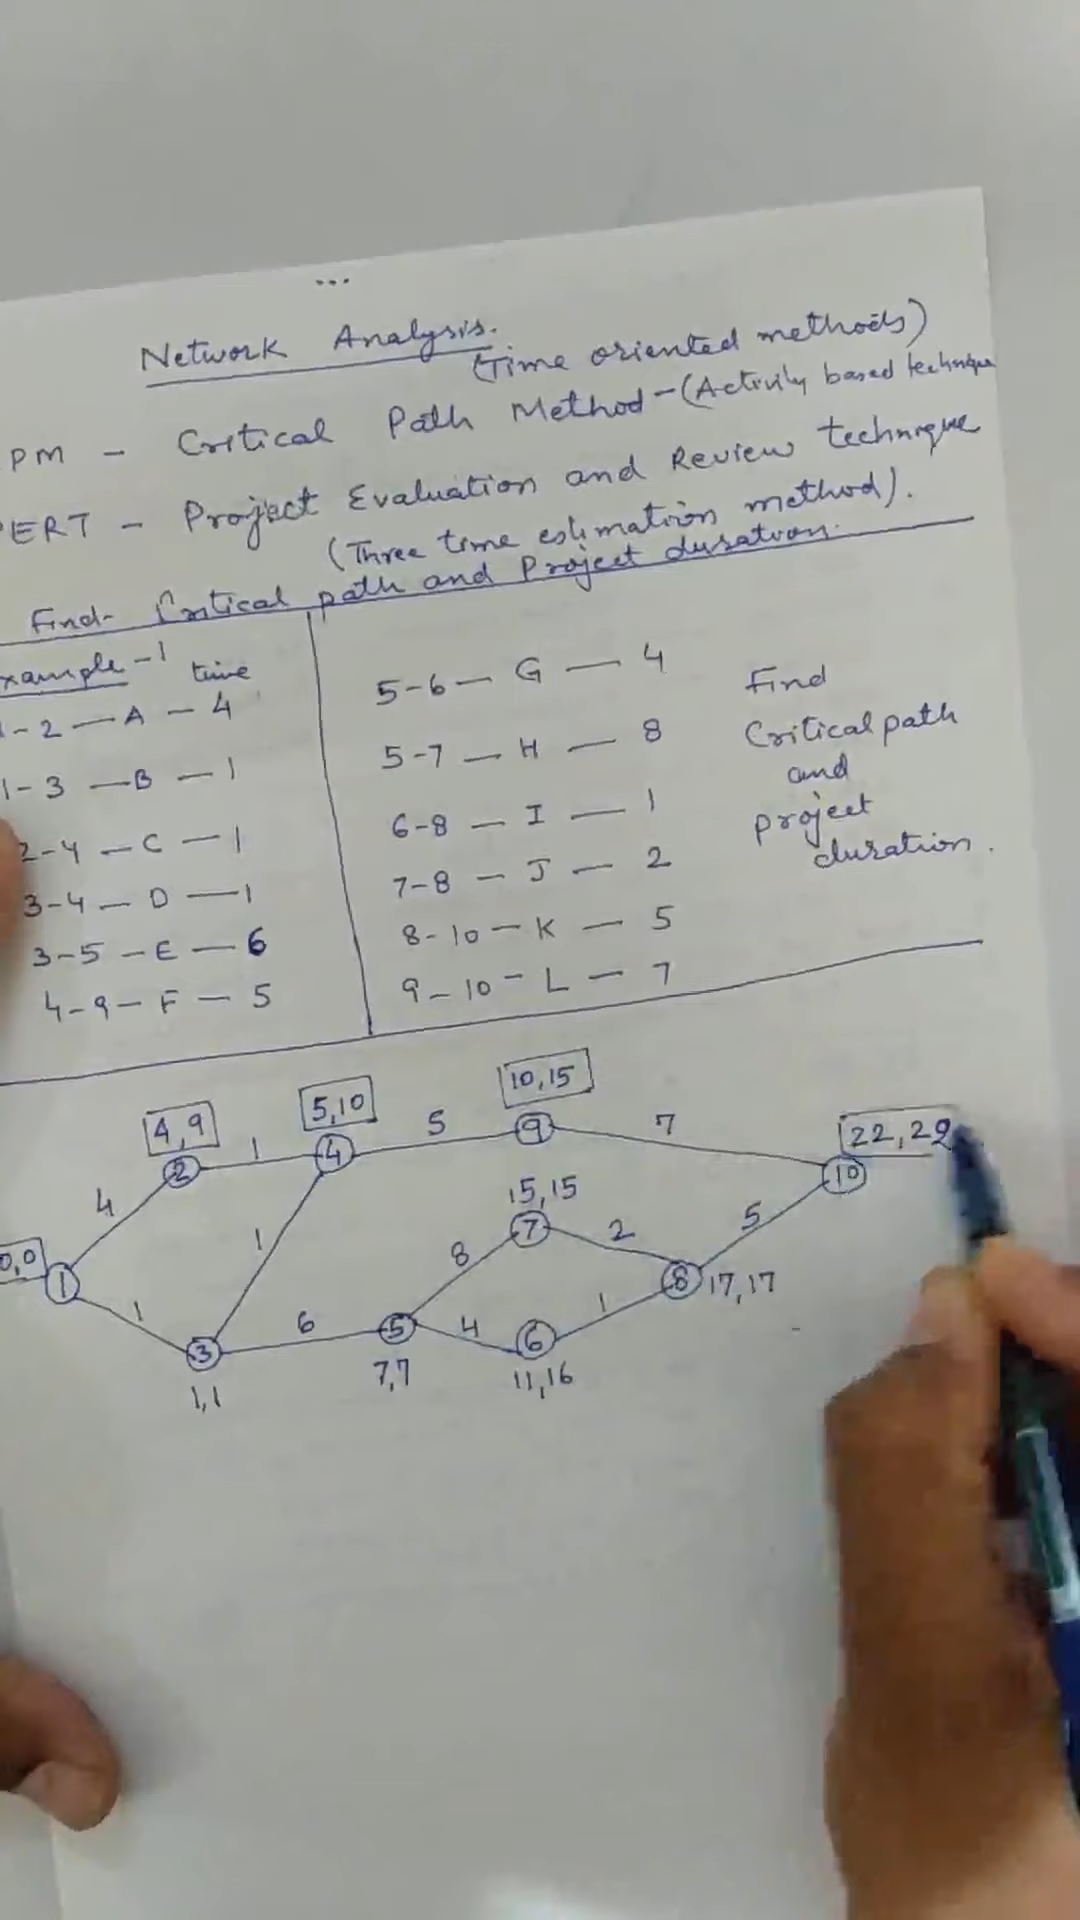 ...
Network Analysis.
(Time oriented methods)
PM - Critical Path Method-(Activity based technique
PERT - Project Evaluation and Review technique
(Three time estimation method).
Find- Critical path and Project duration.
xample-1 time
1-2 — A — 4
1-3 — B — 1
2-4 — C — 1
3-4 — D — 1
3-5 — E — 6
4-9 — F — 5
5-6 — G — 4
5-7 — H — 8
6-8 — I — 1
7-8 — J — 2
8-10 — K — 5
9-10 — L — 7
Find
Critical path
and
project
duration.
10,15
5,10
4,9
5
7
22,2
1
9
2
4
10
4
15,15
7
2
5
1
8
0,0
1
8
17,17
1
6
5
4
6
1
3
7,7
11,16
1,1